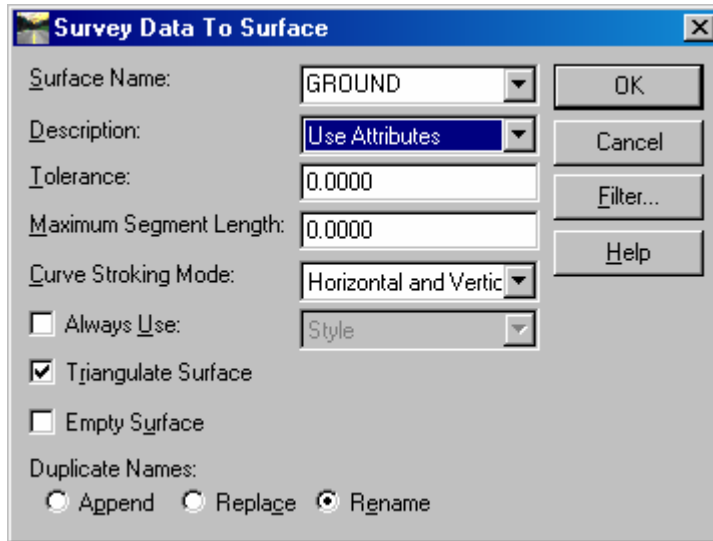 Survey Data To Surface
Surface Name: GROUND OK
Description: Use Attributes Cancel
Tolerance: 0.0000 Filter...
Maximum Segment Length: 0.0000 Help
Curve Stroking Mode: Horizontal and Vertic
Always Use: Style
Triangulate Surface
Empty Surface
Duplicate Names:
Append Replace Rename